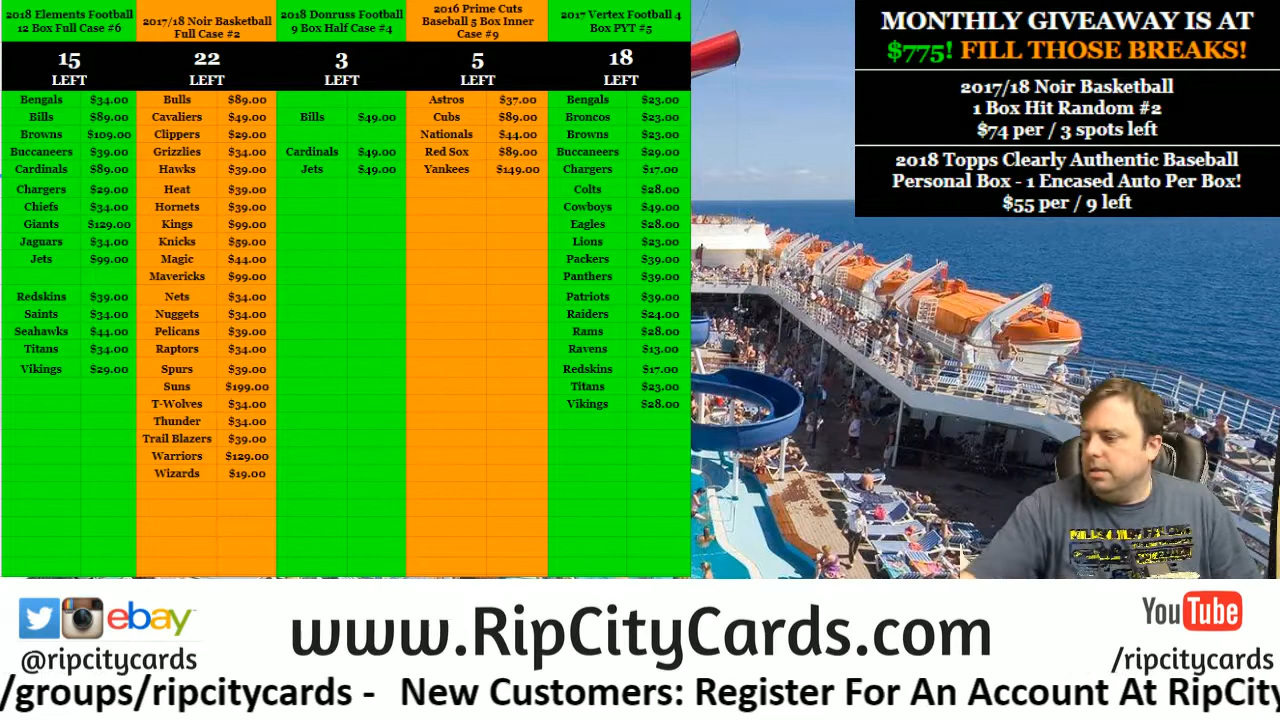 2018 Elements Football
12 Box Full Case #6
15
LEFT
Bengals $34.00
Bills $89.00
Browns $109.00
Buccaneers $39.00
Cardinals $89.00
Chargers $29.00
Chiefs $34.00
Giants $129.00
Jaguars $34.00
Jets $99.00
Redskins $39.00
Saints $34.00
Seahawks $44.00
Titans $34.00
Vikings $29.00
2017/18 Noir Basketball
Full Case #2
22
LEFT
Bulls $89.00
Cavaliers $49.00
Clippers $29.00
Grizzlies $34.00
Hawks $39.00
Heat $39.00
Hornets $39.00
Kings $99.00
Knicks $59.00
Magic $44.00
Mavericks $99.00
Nets $34.00
Nuggets $34.00
Pelicans $39.00
Raptors $34.00
Spurs $39.00
Suns $199.00
T-Wolves $34.00
Thunder $34.00
Trail Blazers $39.00
Warriors $129.00
Wizards $19.00
2018 Donruss Football
9 Box Half Case #4
3
LEFT
Bills $49.00
Cardinals $49.00
Jets $49.00
2016 Prime Cuts
Baseball 5 Box Inner
Case #9
5
LEFT
Astros $37.00
Cubs $89.00
Nationals $44.00
Red Sox $89.00
Yankees $149.00
2017 Vertex Football 4
Box PYT #5
18
LEFT
Bengals $23.00
Broncos $23.00
Browns $23.00
Buccaneers $29.00
Chargers $17.00
Colts $28.00
Cowboys $49.00
Eagles $28.00
Lions $23.00
Packers $39.00
Panthers $39.00
Patriots $39.00
Raiders $24.00
Rams $28.00
Ravens $13.00
Redskins $17.00
Titans $23.00
Vikings $28.00
MONTHLY GIVEAWAY IS AT
$775! FILL THOSE BREAKS!
2017/18 Noir Basketball
1 Box Hit Random #2
$74 per / 3 spots left
2018 Topps Clearly Authentic Baseball
Personal Box - 1 Encased Auto Per Box!
$55 per / 9 left
ebay
@ripcitycards
www.RipCityCards.com
YouTube
/ripcitycards
/groups/ripcitycards - New Customers: Register For An Account At RipCity